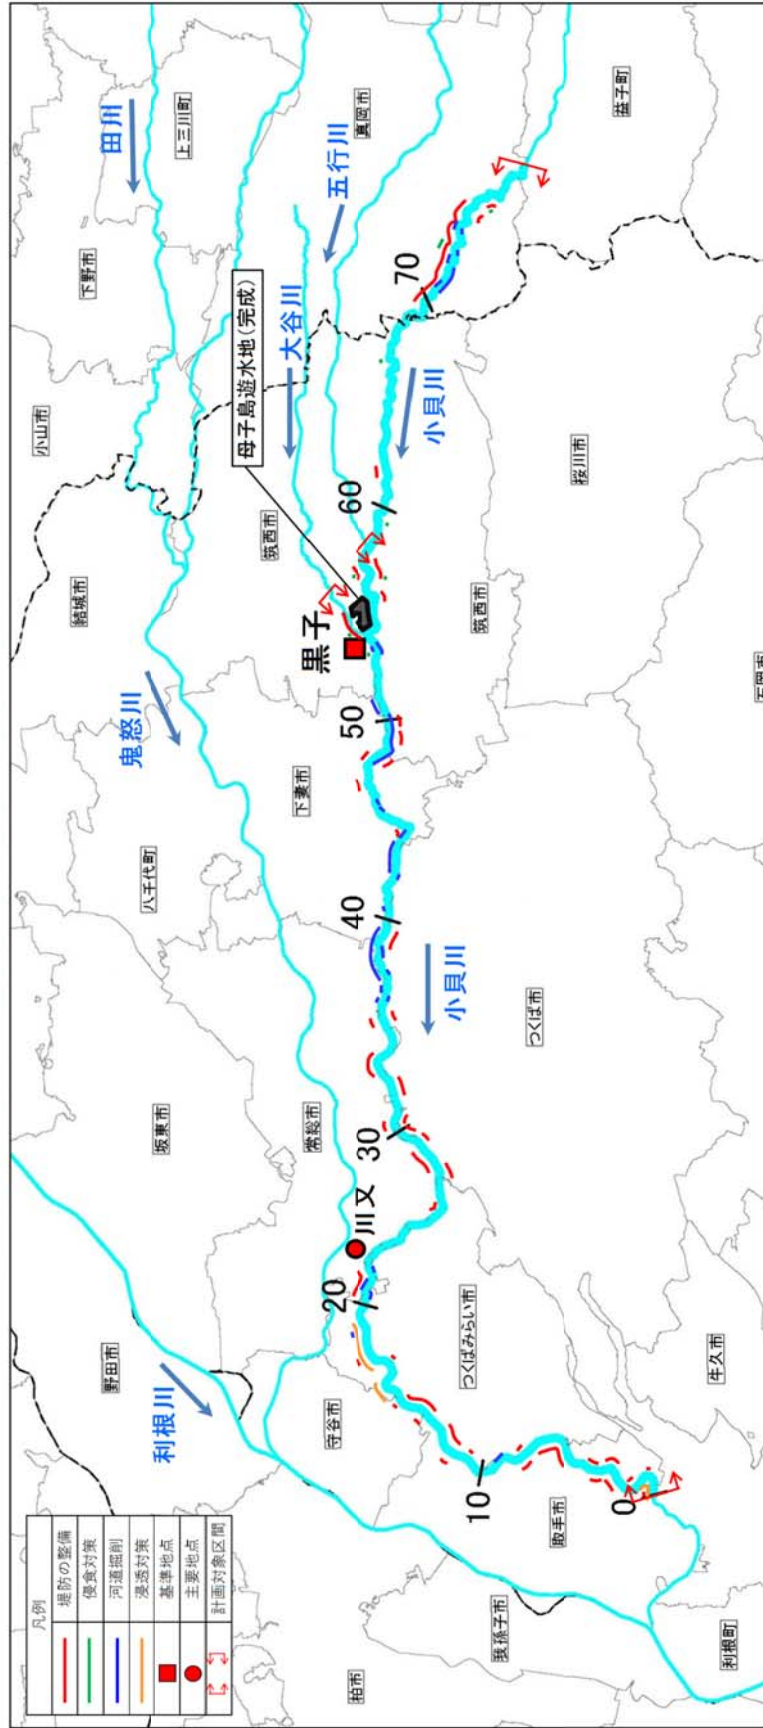 凡例
堤防の整備
侵食対策
河道掘削
浸透対策
基準地点
主要地点
計画対象区間
田川
上三川町
真岡市
益子町
下野市
五行川
小山市
母子島遊水地(完成)
大谷川
70
小貝川
桜川市
結城市
筑西市
60
筑西市
黒子
鬼怒川
50
下妻市
八千代町
40
小貝川
つくば市
坂東市
常総市
30
川又
野田市
20
つくばみらい市
利根川
守谷市
牛久市
10
取手市
0
我孫子市
柏市
利根町